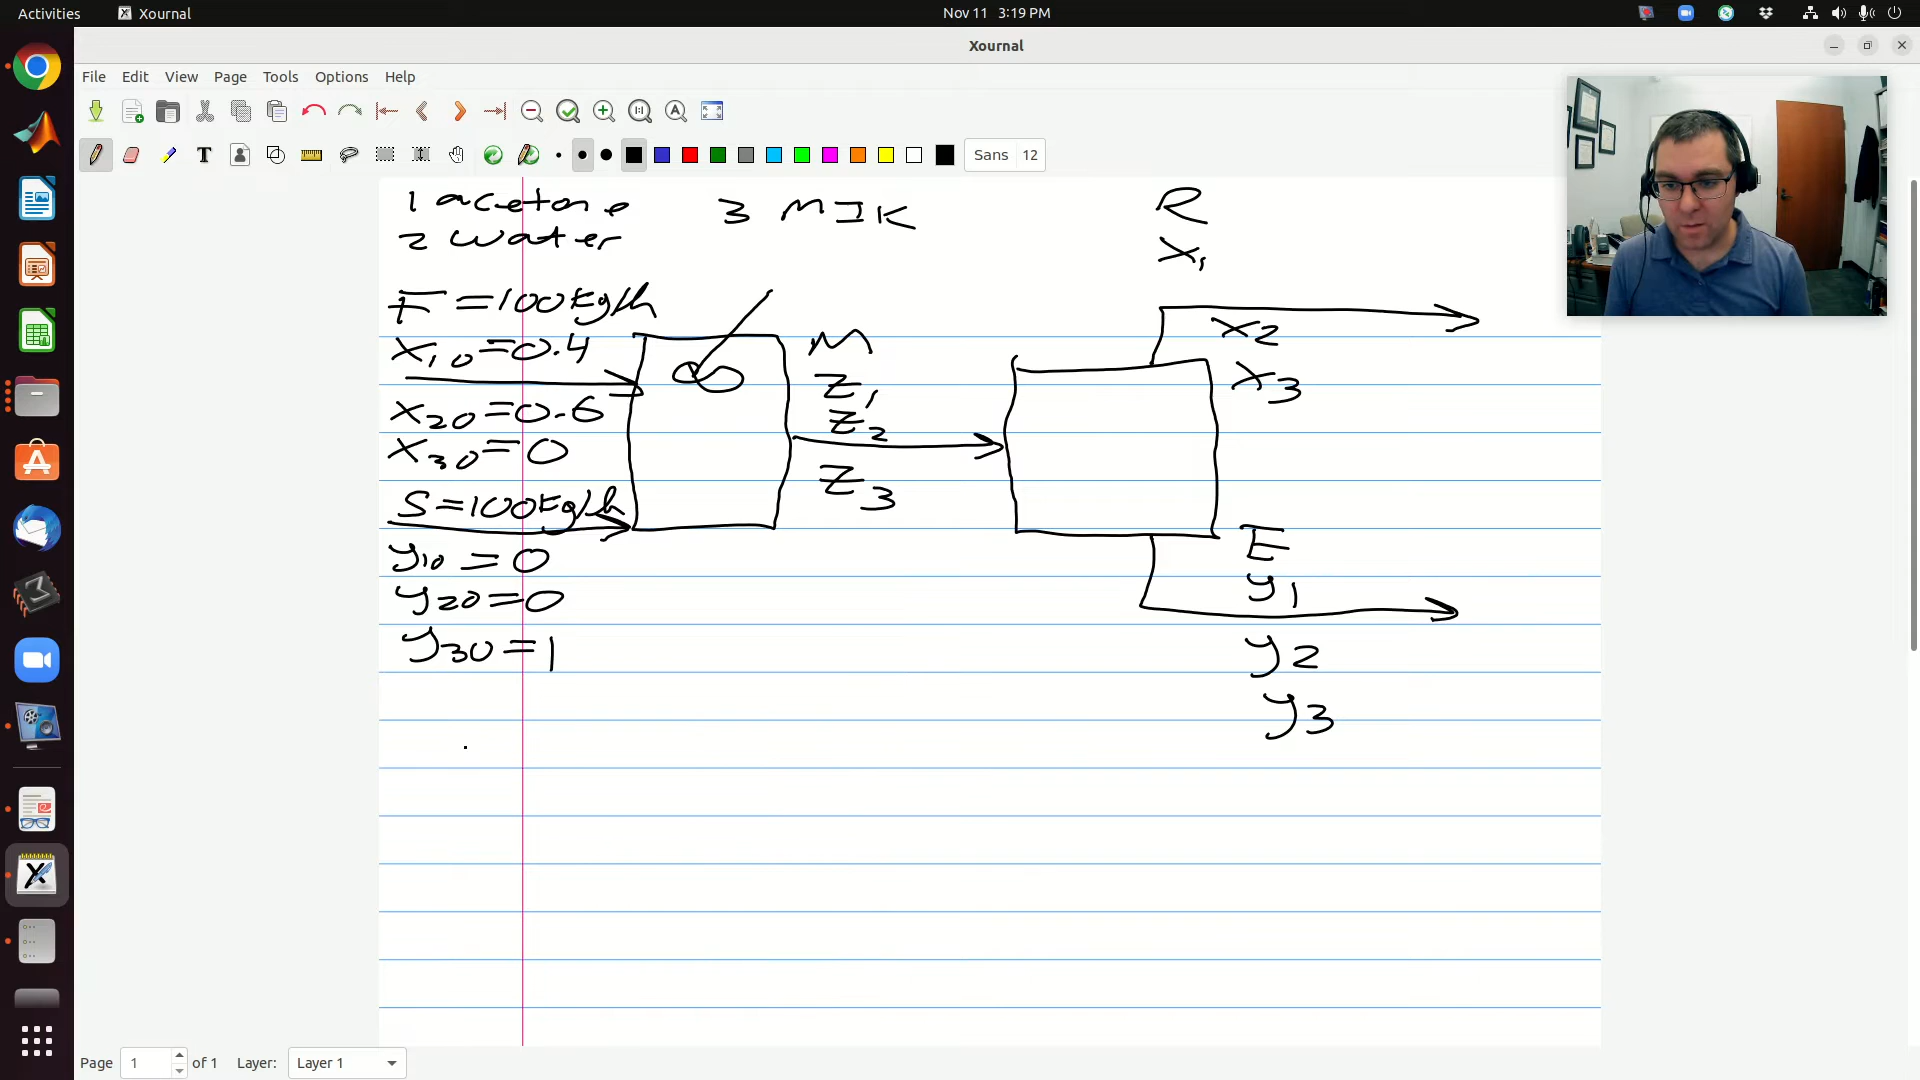 Activities Xournal Nov 11 3:19 PM
Xournal
File Edit View Page Tools Options Help
Sans 12
1 acetone 3 MIK R
2 water x1
F = 100 kg/h
x10 = 0.4 M x2
z1 x3
x20 = 0.6 z2
x30 = 0
z3
S = 100 kg/h
E
y10 = 0 y1
y20 = 0
y30 = 1 y2
y3
Page 1 of 1 Layer: Layer 1